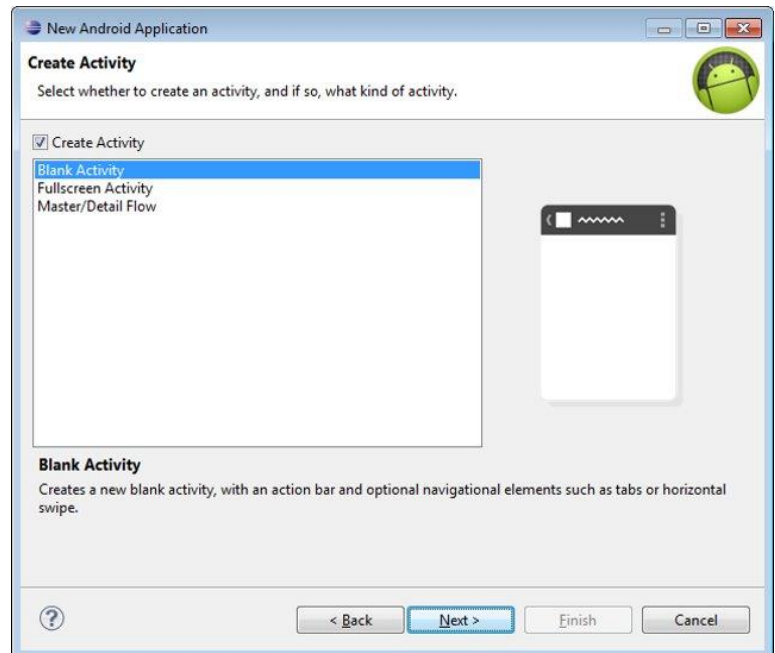 New Android Application
Create Activity
Select whether to create an activity, and if so, what kind of activity.
Create Activity
Blank Activity
Fullscreen Activity
Master/Detail Flow
Blank Activity
Creates a new blank activity, with an action bar and optional navigational elements such as tabs or horizontal
swipe.
? < Back Next > Finish Cancel